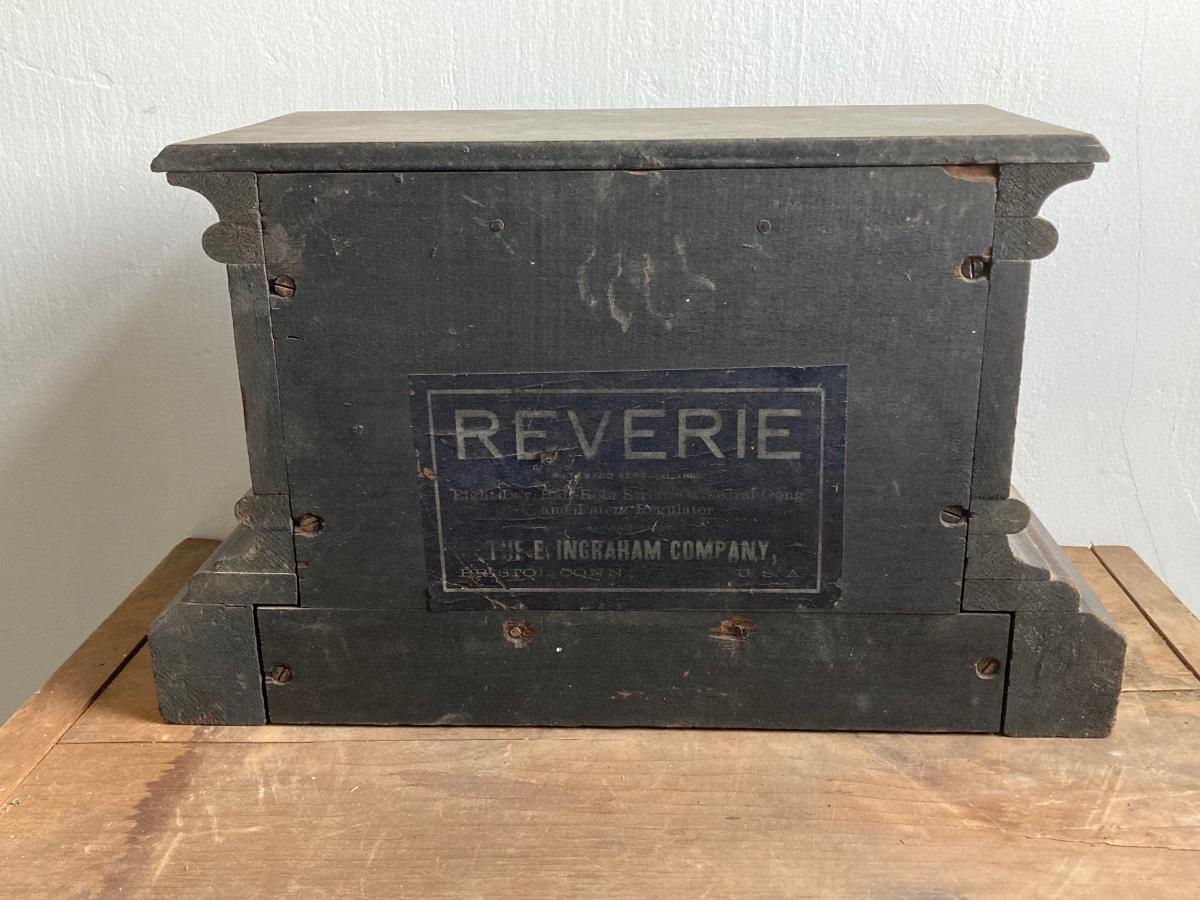 REVERIE
Eight Day, Half Hour Strike, Cathedral Gong
and Patent Regulator
THE E. INGRAHAM COMPANY,
BRISTOL, CONN., U.S.A.